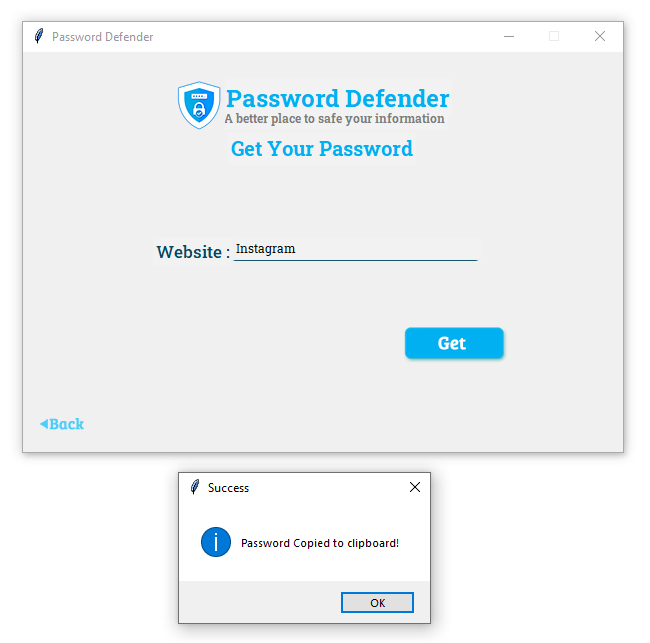 Password Defender
Password Defender
A better place to safe your information
Get Your Password
Website : Instagram
Get
Back
Success
Password Copied to clipboard!
OK